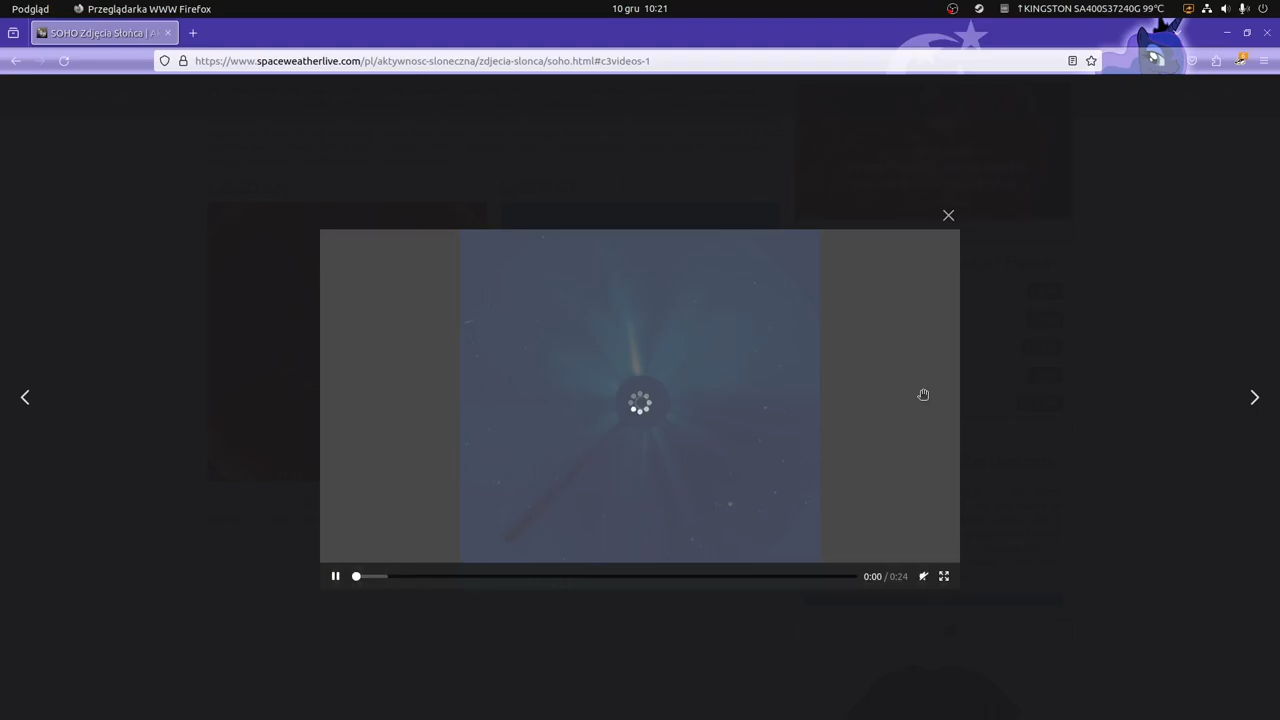 Podgląd
Przeglądarka WWW Firefox
10 gru 10:21
↑KINGSTON SA400S37240G 99°C
SOHO Zdjęcia Słońca | A
https://www.spaceweatherlive.com/pl/aktywnosc-sloneczna/zdjecia-slonca/soho.html#c3videos-1
0:00 / 0:24